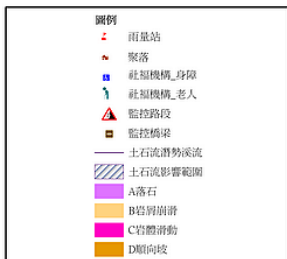 圖例
雨量站
聚落
社福機構_身障
社福機構_老人
監控路段
監控橋梁
土石流潛勢溪流
土石流影響範圍
A落石
B岩屑崩滑
C岩體滑動
D順向坡